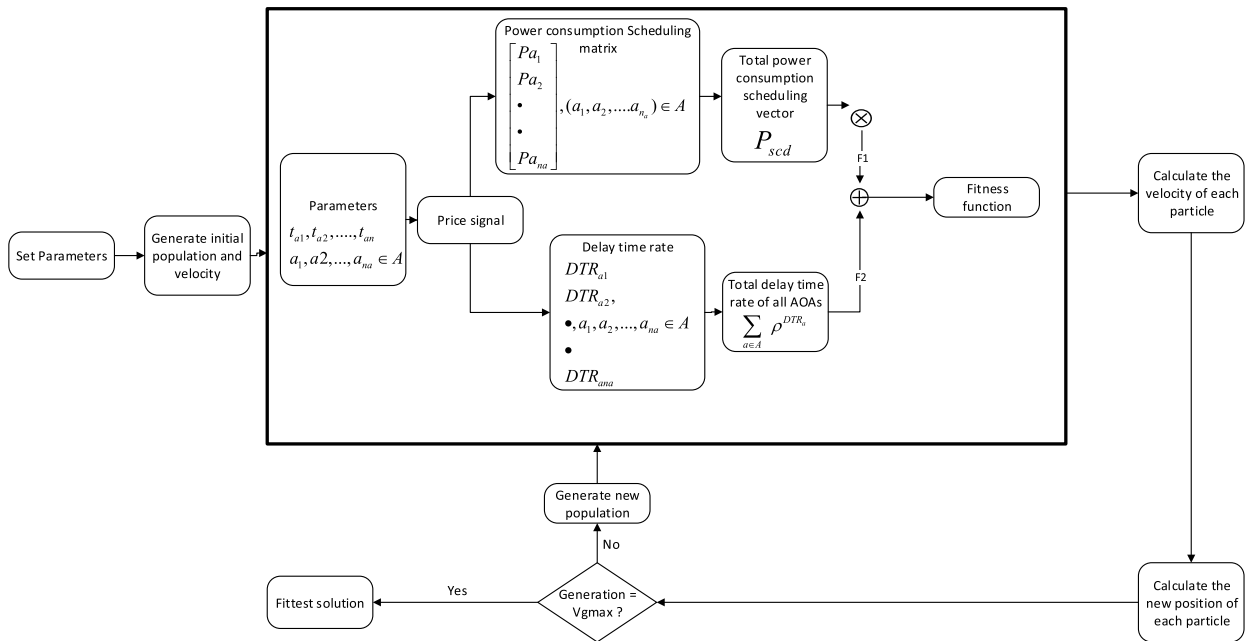 Set Parameters
Generate initial
population and
velocity
Parameters
t_{a1}, t_{a2}, ...., t_{an}
a_1, a2, ..., a_{na} ∈ A
Price signal
Power consumption Scheduling
matrix
Pa_1
Pa_2
•
, (a_1, a_2, .... a_{n_a}) ∈ A
•
Pa_{na}
Total power
consumption
scheduling
vector
P_{scd}
⊗
F1
⊕
Fitness
function
Delay time rate
DTR_{a1}
DTR_{a2},
•, a_1, a_2, ..., a_{na} ∈ A
•
DTR_{ana}
Total delay time
rate of all AOAs
∑_{a∈A} ρ^{DTR_a}
F2
Calculate the
velocity of each
particle
Calculate the
new position of
each particle
Generation =
Vgmax ?
No
Generate new
population
Yes
Fittest solution